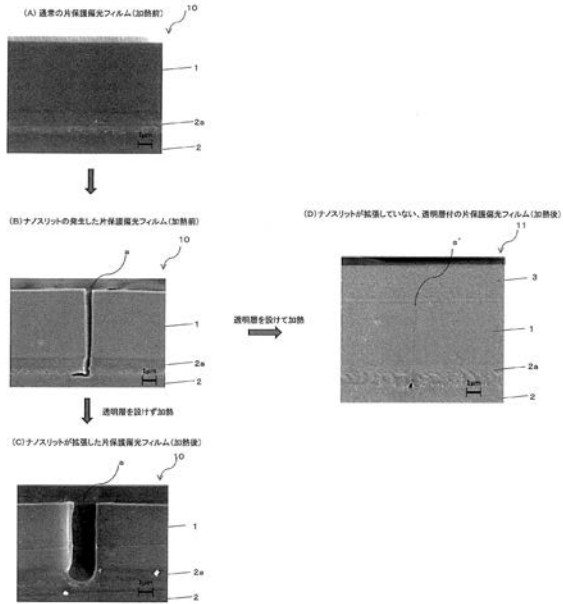 (A) 通常の片保護偏光フィルム(加熱前)
10
1
2a
1μm
2
(B)ナノスリットの発生した片保護偏光フィルム(加熱前)
10
a
1
2a
1μm
2
透明層を設けて加熱
(D)ナノスリットが拡張していない、透明層付の片保護偏光フィルム(加熱後)
11
a'
3
1
2a
1μm
2
透明層を設けず加熱
(C)ナノスリットが拡張した片保護偏光フィルム(加熱後)
10
a
1
2a
1μm
2